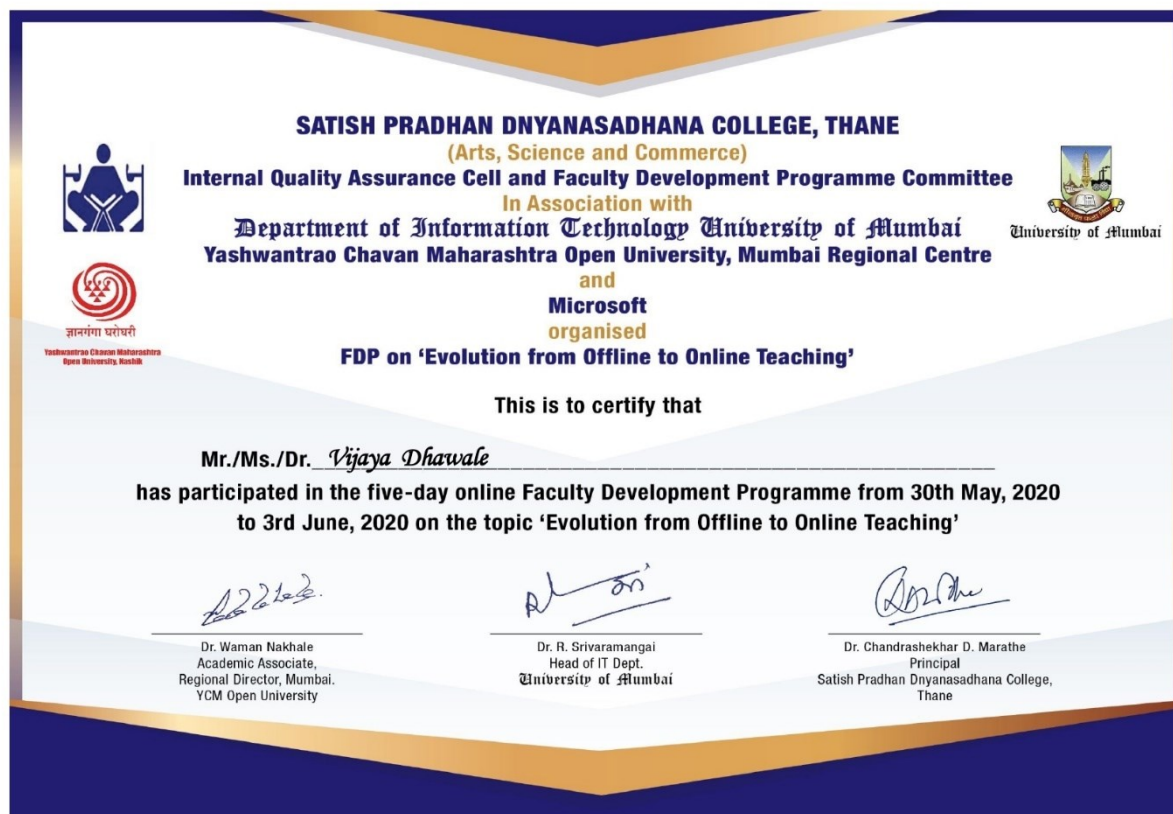 SATISH PRADHAN DNYANASADHANA COLLEGE, THANE
(Arts, Science and Commerce)
Internal Quality Assurance Cell and Faculty Development Programme Committee
In Association with
Department of Information Technology University of Mumbai
Yashwantrao Chavan Maharashtra Open University, Mumbai Regional Centre
and
Microsoft
organised
FDP on ‘Evolution from Offline to Online Teaching’
University of Mumbai
ज्ञानगंगा घरोघरी
Yashwantrao Chavan Maharashtra
Open University, Nashik
This is to certify that
Mr./Ms./Dr. Vijaya Dhawale
has participated in the five-day online Faculty Development Programme from 30th May, 2020
to 3rd June, 2020 on the topic ‘Evolution from Offline to Online Teaching’
Dr. Waman Nakhale
Academic Associate,
Regional Director, Mumbai.
YCM Open University
Dr. R. Srivaramangai
Head of IT Dept.
University of Mumbai
Dr. Chandrashekhar D. Marathe
Principal
Satish Pradhan Dnyanasadhana College,
Thane